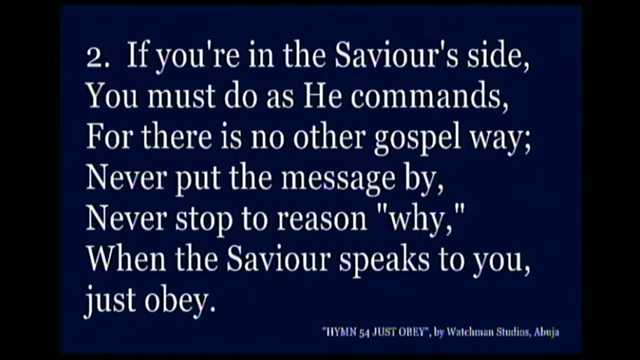 2. If you're in the Saviour's side,
You must do as He commands,
For there is no other gospel way;
Never put the message by,
Never stop to reason "why,"
When the Saviour speaks to you,
just obey.
"HYMN 54 JUST OBEY", by Watchman Studios, Abuja